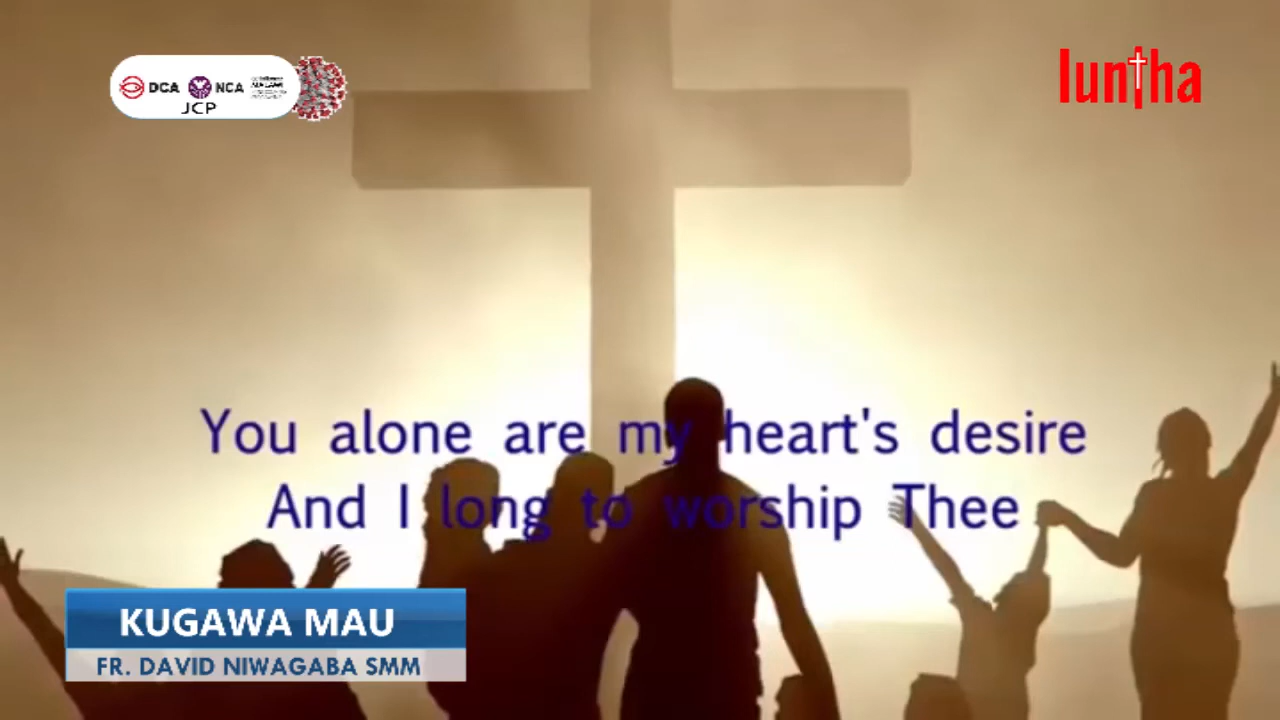 DCA NCA
JCP
luntha
You alone are my heart's desire
And I long to worship Thee
KUGAWA MAU
FR. DAVID NIWAGABA SMM